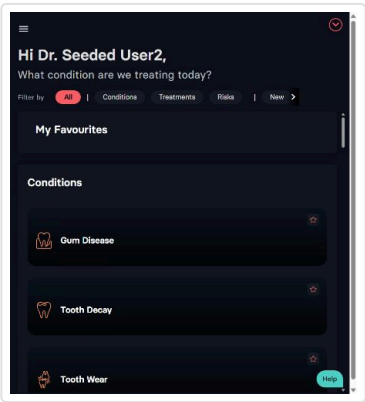 Hi Dr. Seeded User2,
What condition are we treating today?
Filter by All | Conditions Treatments Risks | New >
My Favourites
Conditions
Gum Disease
Tooth Decay
Tooth Wear
Help